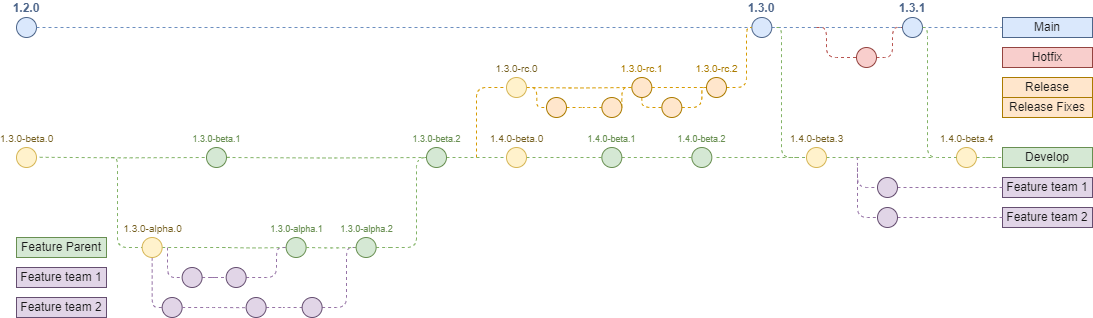 1.2.0
1.3.0
1.3.1
Main
Hotfix
1.3.0-rc.0
1.3.0-rc.1
1.3.0-rc.2
Release
Release Fixes
1.3.0-beta.0
1.3.0-beta.1
1.3.0-beta.2
1.4.0-beta.0
1.4.0-beta.1
1.4.0-beta.2
1.4.0-beta.3
1.4.0-beta.4
Develop
Feature team 1
Feature team 2
1.3.0-alpha.0
1.3.0-alpha.1
1.3.0-alpha.2
Feature Parent
Feature team 1
Feature team 2